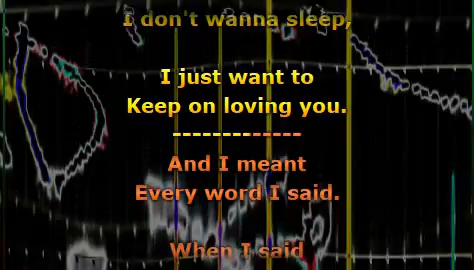 I don't wanna sleep,
I just want to
Keep on loving you.
-------------
And I meant
Every word I said.
When I said